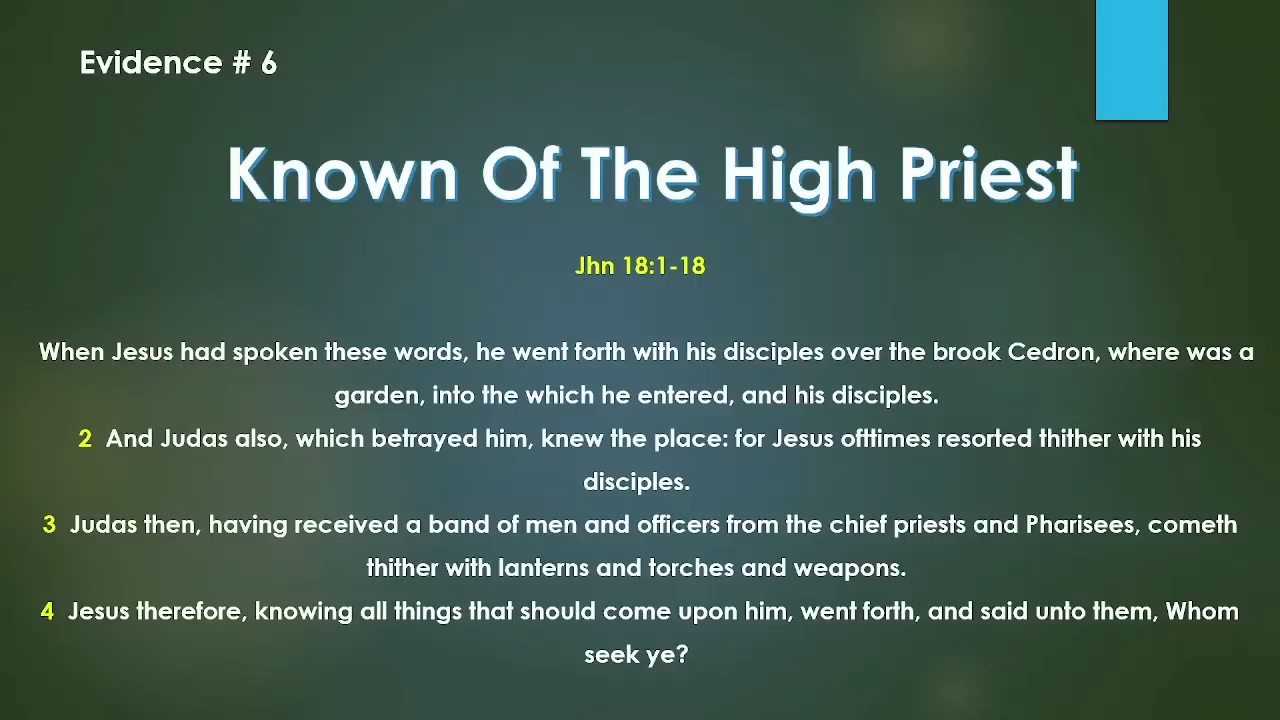 Evidence # 6
Known Of The High Priest
Jhn 18:1-18
When Jesus had spoken these words, he went forth with his disciples over the brook Cedron, where was a
garden, into the which he entered, and his disciples.
2 And Judas also, which betrayed him, knew the place: for Jesus ofttimes resorted thither with his
disciples.
3 Judas then, having received a band of men and officers from the chief priests and Pharisees, cometh
thither with lanterns and torches and weapons.
4 Jesus therefore, knowing all things that should come upon him, went forth, and said unto them, Whom
seek ye?